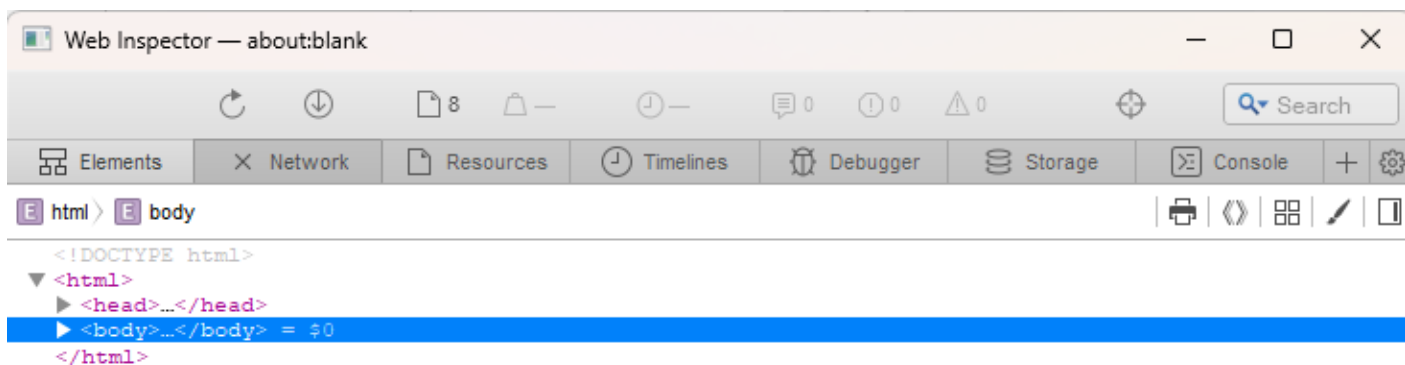 Web Inspector — about:blank
8 — — 0 0 0 Search
Elements Network Resources Timelines Debugger Storage Console
E html E body
<!DOCTYPE html>
<html>
<head>…</head>
<body>…</body> = $0
</html>